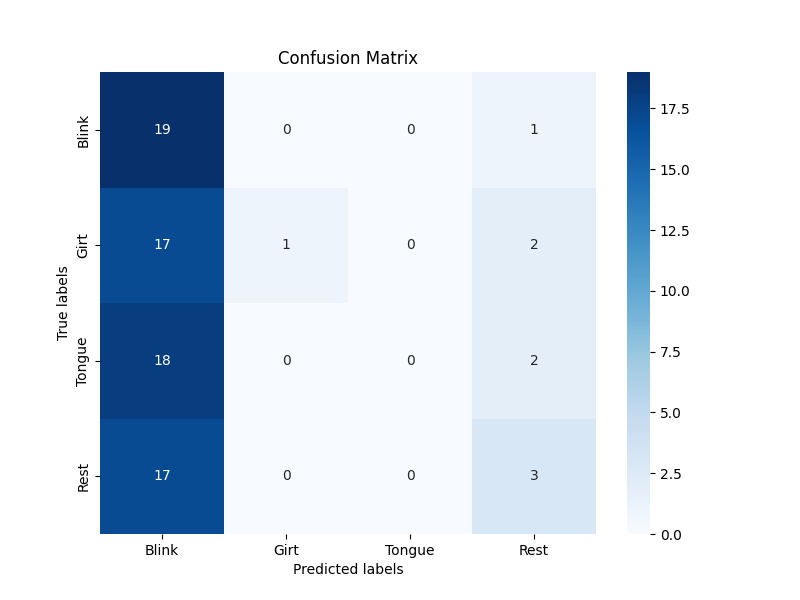 Confusion Matrix
Blink 19 0 0 1
Girt 17 1 0 2
Tongue 18 0 0 2
Rest 17 0 0 3
True labels
Blink Girt Tongue Rest
Predicted labels
17.5
15.0
12.5
10.0
7.5
5.0
2.5
0.0